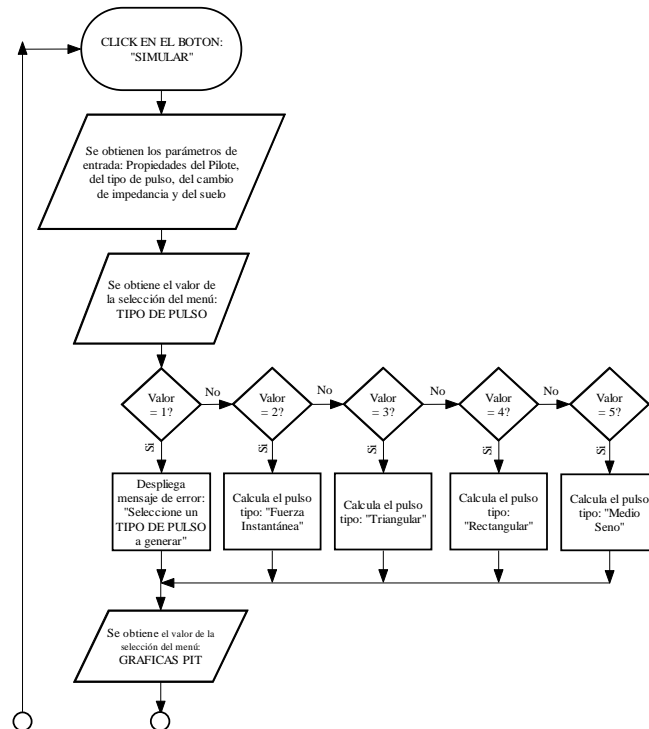 CLICK EN EL BOTON:
"SIMULAR"
Se obtienen los parámetros de
entrada: Propiedades del Pilote,
del tipo de pulso, del cambio
de impedancia y del suelo
Se obtiene el valor de
la selección del menú:
TIPO DE PULSO
Valor
= 1?
No
Valor
= 2?
No
Valor
= 3?
No
Valor
= 4?
No
Valor
= 5?
Si
Si
Si
Si
Si
Despliega
mensaje de error:
"Seleccione un
TIPO DE PULSO
a generar"
Calcula el pulso
tipo: "Fuerza
Instantánea"
Calcula el pulso
tipo: "Triangular"
Calcula el pulso
tipo:
"Rectangular"
Calcula el pulso
tipo: "Medio
Seno"
Se obtiene el valor de la
selección del menú:
GRAFICAS PIT